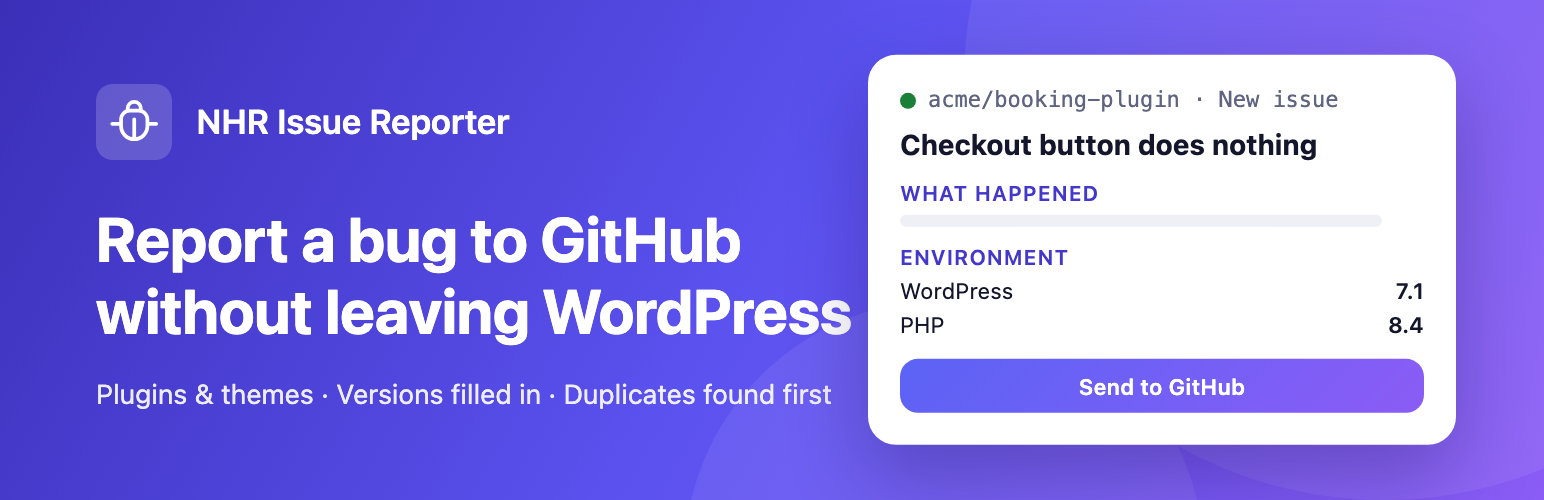 NHR Issue Reporter
Report a bug to GitHub
without leaving WordPress
Plugins & themes · Versions filled in · Duplicates found first
acme/booking-plugin · New issue
Checkout button does nothing
WHAT HAPPENED
ENVIRONMENT
WordPress 7.1
PHP 8.4
Send to GitHub